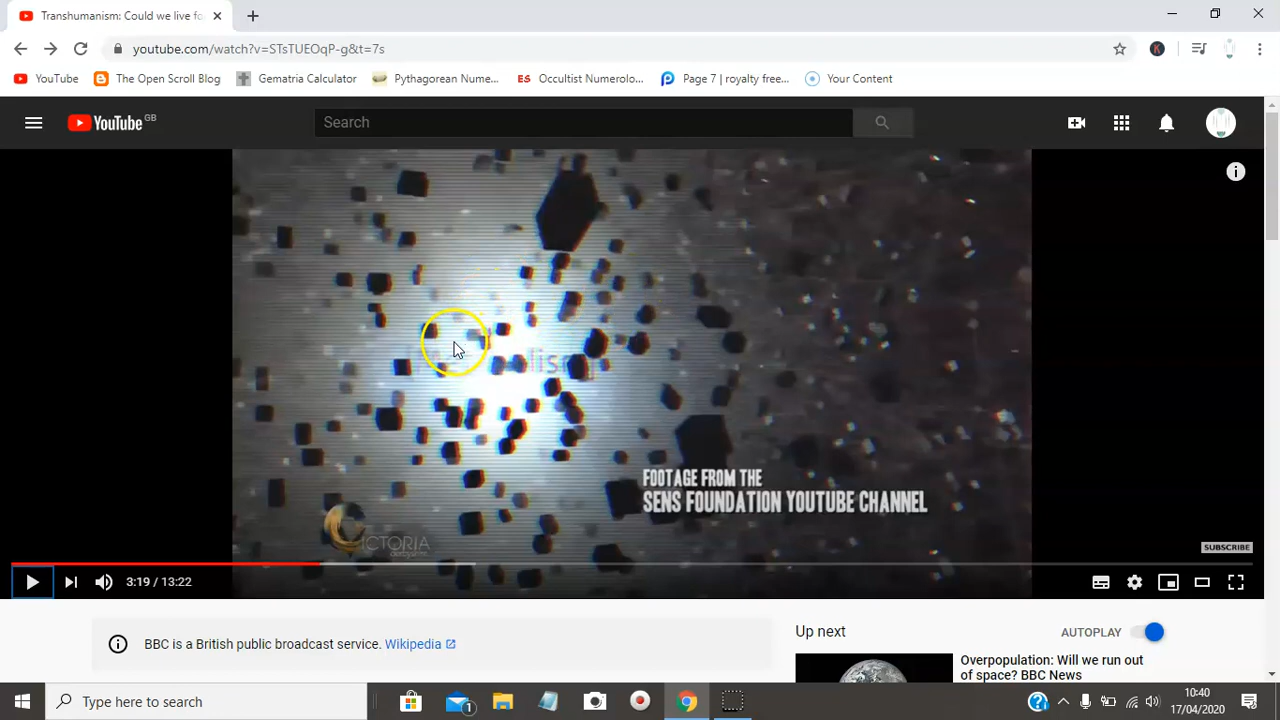 Transhumanism: Could we live fo
youtube.com/watch?v=STsTUEOqP-g&t=7s
YouTube
The Open Scroll Blog
Gematria Calculator
Pythagorean Nume...
ES Occultist Numerolo...
Page 7 | royalty free...
Your Content
YouTube GB
Search
FOOTAGE FROM THE
SENS FOUNDATION YOUTUBE CHANNEL
SUBSCRIBE
3:19 / 13:22
BBC is a British public broadcast service. Wikipedia
Up next
AUTOPLAY
Overpopulation: Will we run out
of space? BBC News
Type here to search
1
10:40
17/04/2020